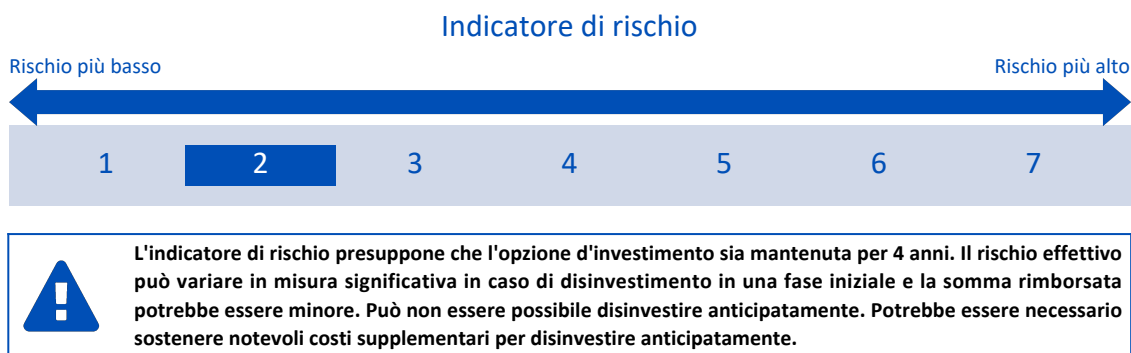 Indicatore di rischio
Rischio più basso Rischio più alto
1 2 3 4 5 6 7
L'indicatore di rischio presuppone che l'opzione d'investimento sia mantenuta per 4 anni. Il rischio effettivo
può variare in misura significativa in caso di disinvestimento in una fase iniziale e la somma rimborsata
potrebbe essere minore. Può non essere possibile disinvestire anticipatamente. Potrebbe essere necessario
sostenere notevoli costi supplementari per disinvestire anticipatamente.